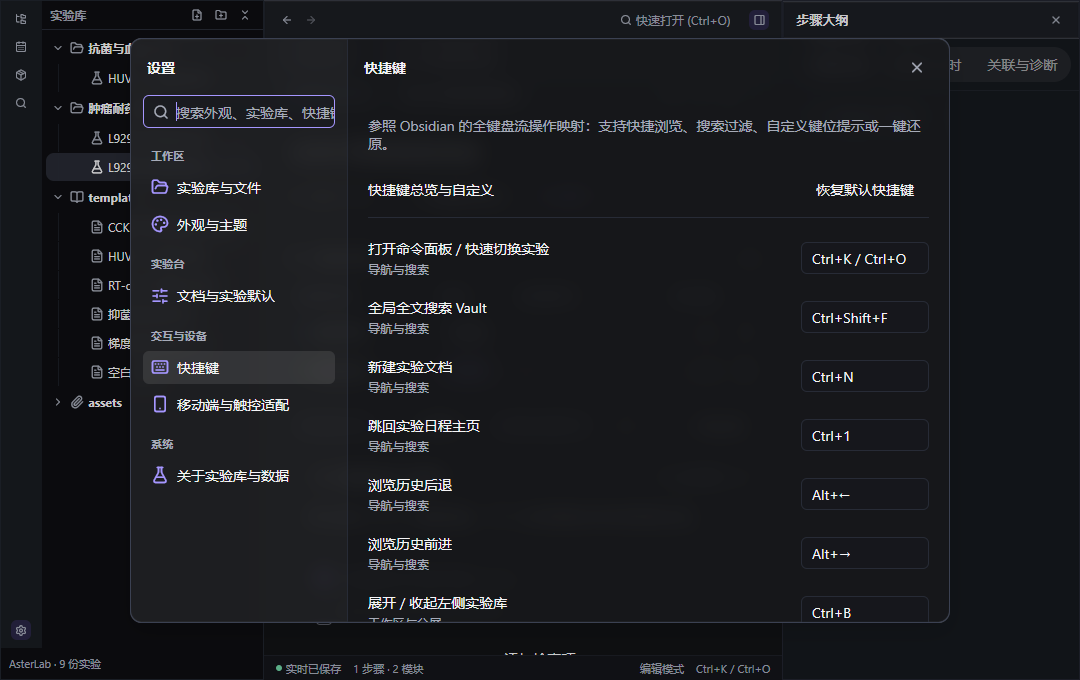 实验库
快速打开 (Ctrl+O)
步骤大纲
抗菌与
HUV
肿瘤耐药
L929
L929
templat
CCK
HUV
RT-
抑菌
梯度
空白
assets
AsterLab · 9 份实验
设置
搜索外观、实验库、快捷
工作区
实验库与文件
外观与主题
实验台
文档与实验默认
交互与设备
快捷键
移动端与触控适配
系统
关于实验库与数据
快捷键
时
关联与诊断
参照 Obsidian 的全键盘流操作映射：支持快捷浏览、搜索过滤、自定义键位提示或一键还
原。
快捷键总览与自定义
恢复默认快捷键
打开命令面板 / 快速切换实验
导航与搜索
Ctrl+K / Ctrl+O
全局全文搜索 Vault
导航与搜索
Ctrl+Shift+F
新建实验文档
导航与搜索
Ctrl+N
跳回实验日程主页
导航与搜索
Ctrl+1
浏览历史后退
导航与搜索
Alt+←
浏览历史前进
导航与搜索
Alt+→
展开 / 收起左侧实验库
Ctrl+B
实时已保存
1 步骤 · 2 模块
编辑模式
Ctrl+K / Ctrl+O